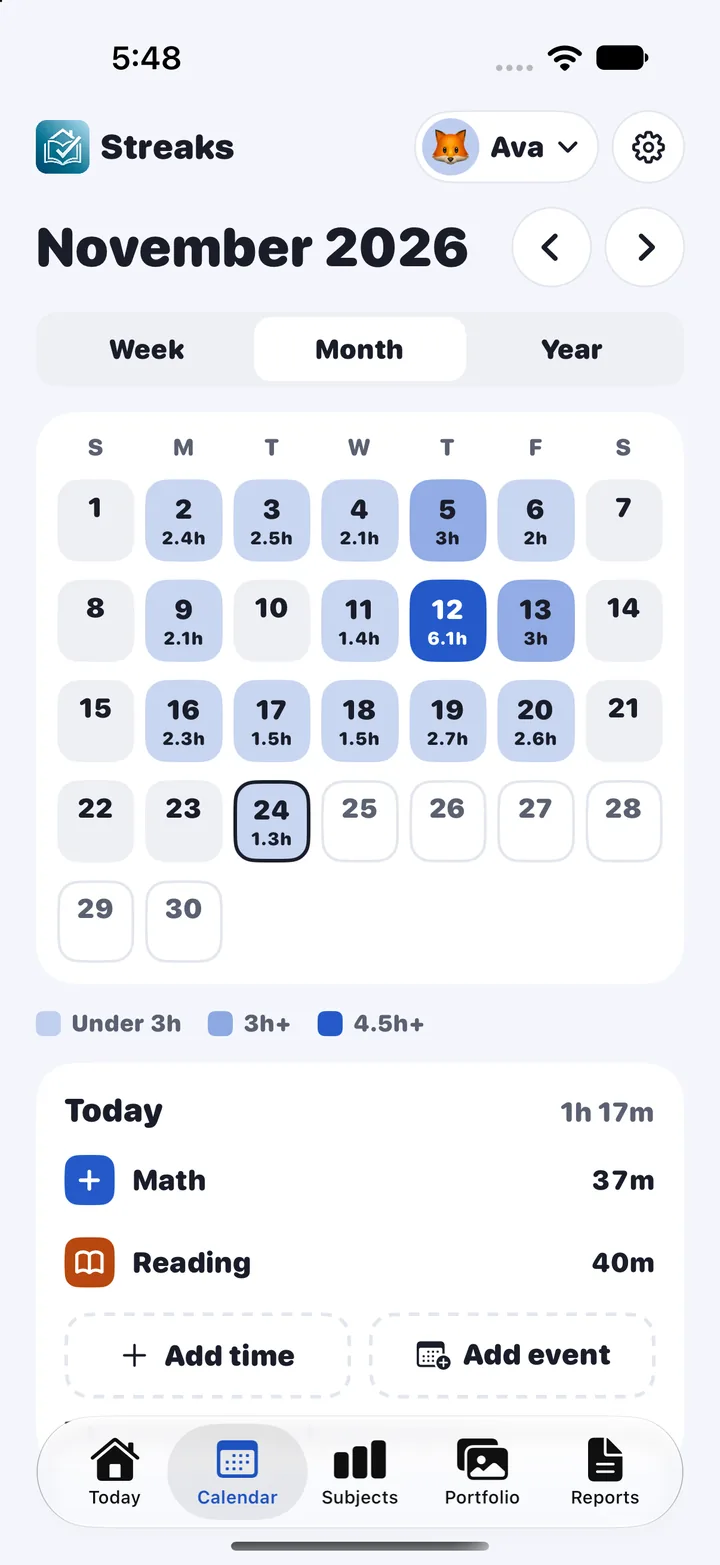 5:48
Streaks
Ava
November 2026
Week Month Year
S M T W T F S
1 2 3 4 5 6 7
2.4h 2.5h 2.1h 3h 2h
8 9 10 11 12 13 14
2.1h 1.4h 6.1h 3h
15 16 17 18 19 20 21
2.3h 1.5h 1.5h 2.7h 2.6h
22 23 24 25 26 27 28
1.3h
29 30
Under 3h 3h+ 4.5h+
Today 1h 17m
Math 37m
Reading 40m
Add time Add event
Today Calendar Subjects Portfolio Reports